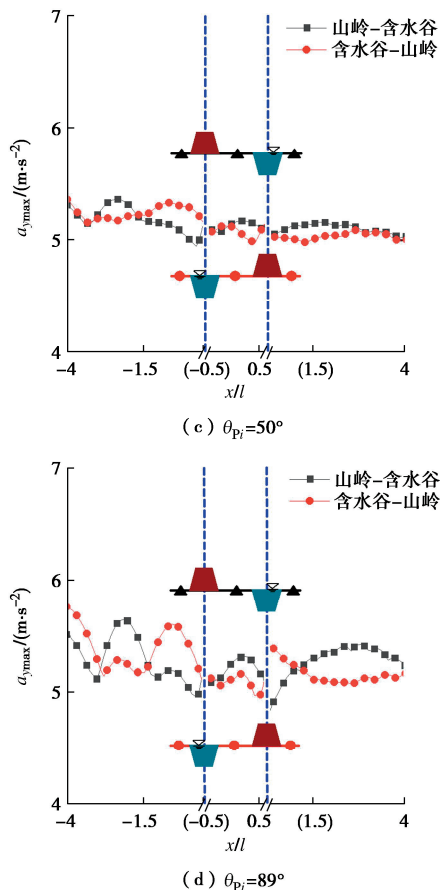 山岭-含水谷
含水谷-山岭
7
6
5
4
a_ymax/(m·s⁻²)
-4 -1.5 (-0.5) 0.5 (1.5) 4
x/l
(c) θ_Pi=50°
山岭-含水谷
含水谷-山岭
7
6
5
4
a_ymax/(m·s⁻²)
-4 -1.5 (-0.5) 0.5 (1.5) 4
x/l
(d) θ_Pi=89°